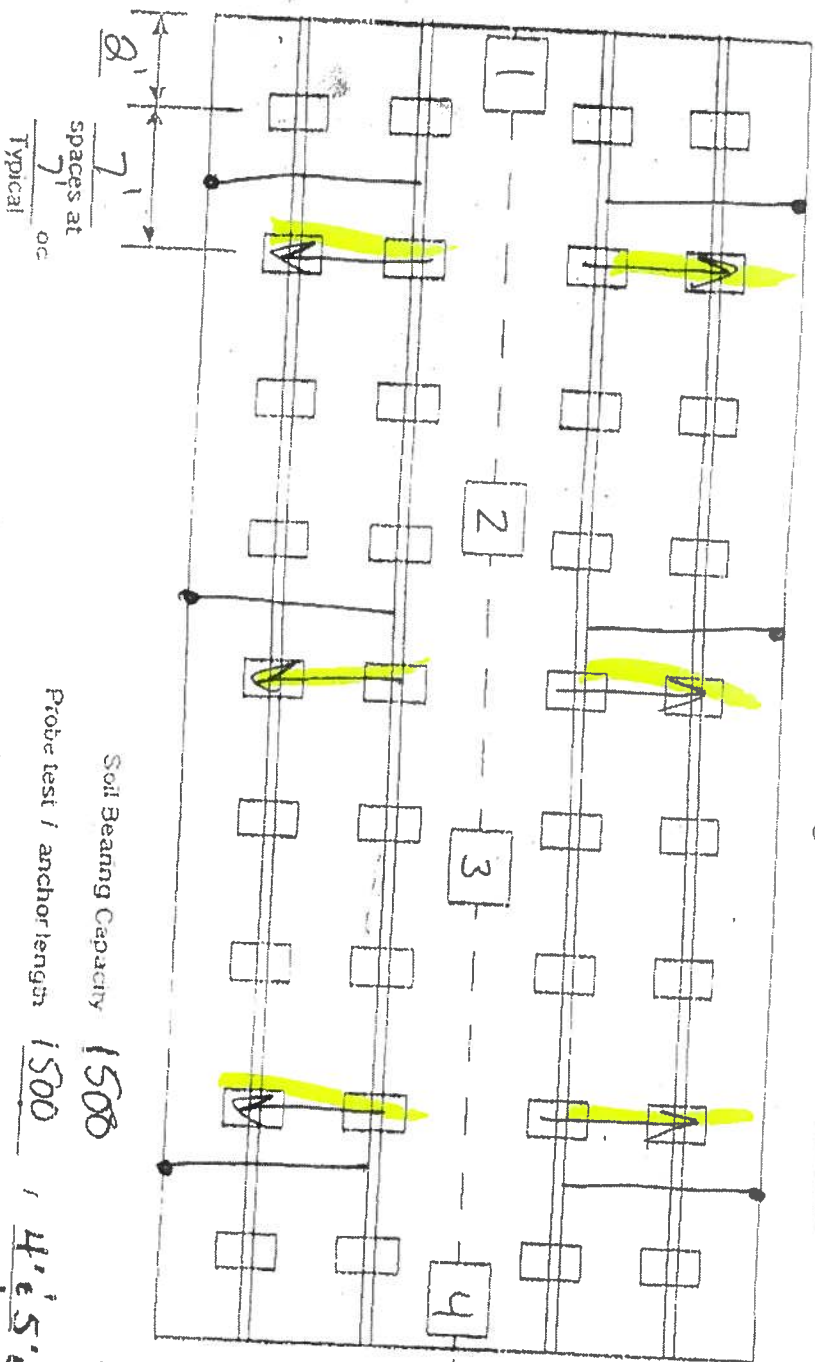 1
2
3
4
2'
7'
spaces at
7' oc
Typical
Soil Bearing Capacity 1500
Probe test / anchor length 1500 / 4' & 5'